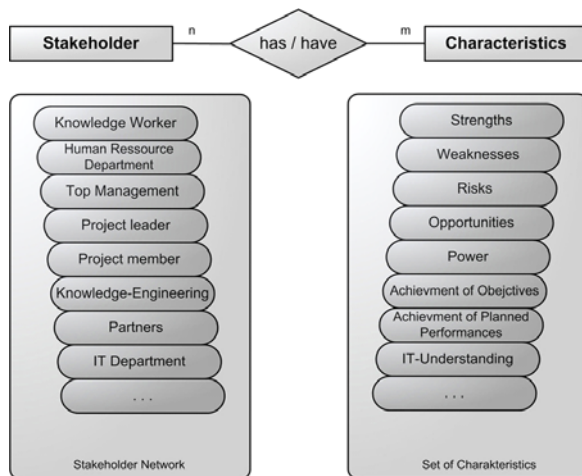 Stakeholder
n
has / have
m
Characteristics
Knowledge Worker
Human Ressource
Department
Top Management
Project leader
Project member
Knowledge-Engineering
Partners
IT Department
. . .
Stakeholder Network
Strengths
Weaknesses
Risks
Opportunities
Power
Achievment of Obejctives
Achievment of Planned
Performances
IT-Understanding
. . .
Set of Charakteristics